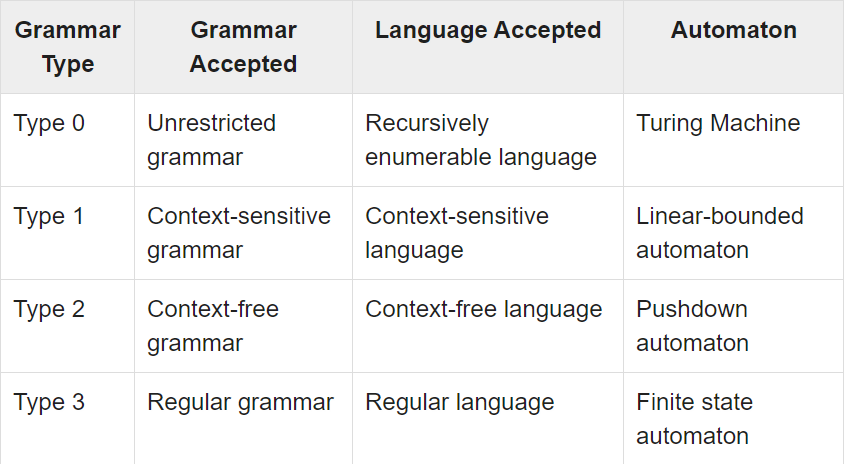 Grammar Type | Grammar Accepted | Language Accepted | Automaton
Type 0 | Unrestricted grammar | Recursively enumerable language | Turing Machine
Type 1 | Context-sensitive grammar | Context-sensitive language | Linear-bounded automaton
Type 2 | Context-free grammar | Context-free language | Pushdown automaton
Type 3 | Regular grammar | Regular language | Finite state automaton